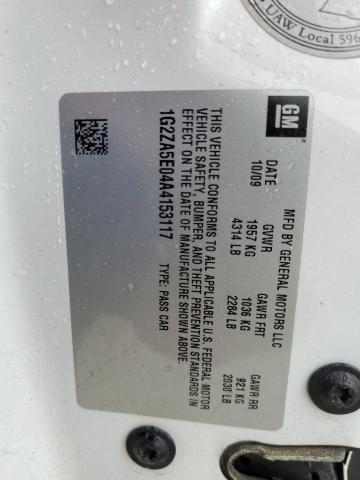 UAW Local 596
GM
MFD BY GENERAL MOTORS LLC
DATE GVWR GAWR FRT GAWR RR
10/09 1957 KG 1036 KG 921 KG
4314 LB 2284 LB 2030 LB
THIS VEHICLE CONFORMS TO ALL APPLICABLE U.S. FEDERAL MOTOR
VEHICLE SAFETY, BUMPER, AND THEFT PREVENTION STANDARDS IN
EFFECT ON THE DATE OF MANUFACTURE SHOWN ABOVE.
1G2ZA5E04A4153117 TYPE: PASS CAR